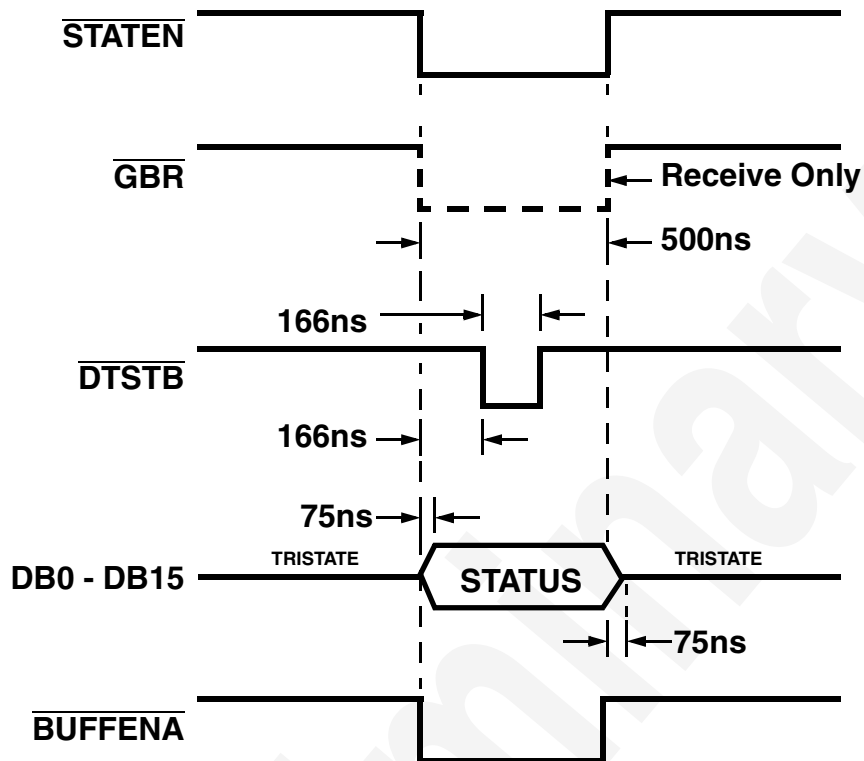 STATEN
GBR
Receive Only
500ns
166ns
DTSTB
166ns
75ns
TRISTATE
TRISTATE
DB0 - DB15
STATUS
75ns
BUFFENA